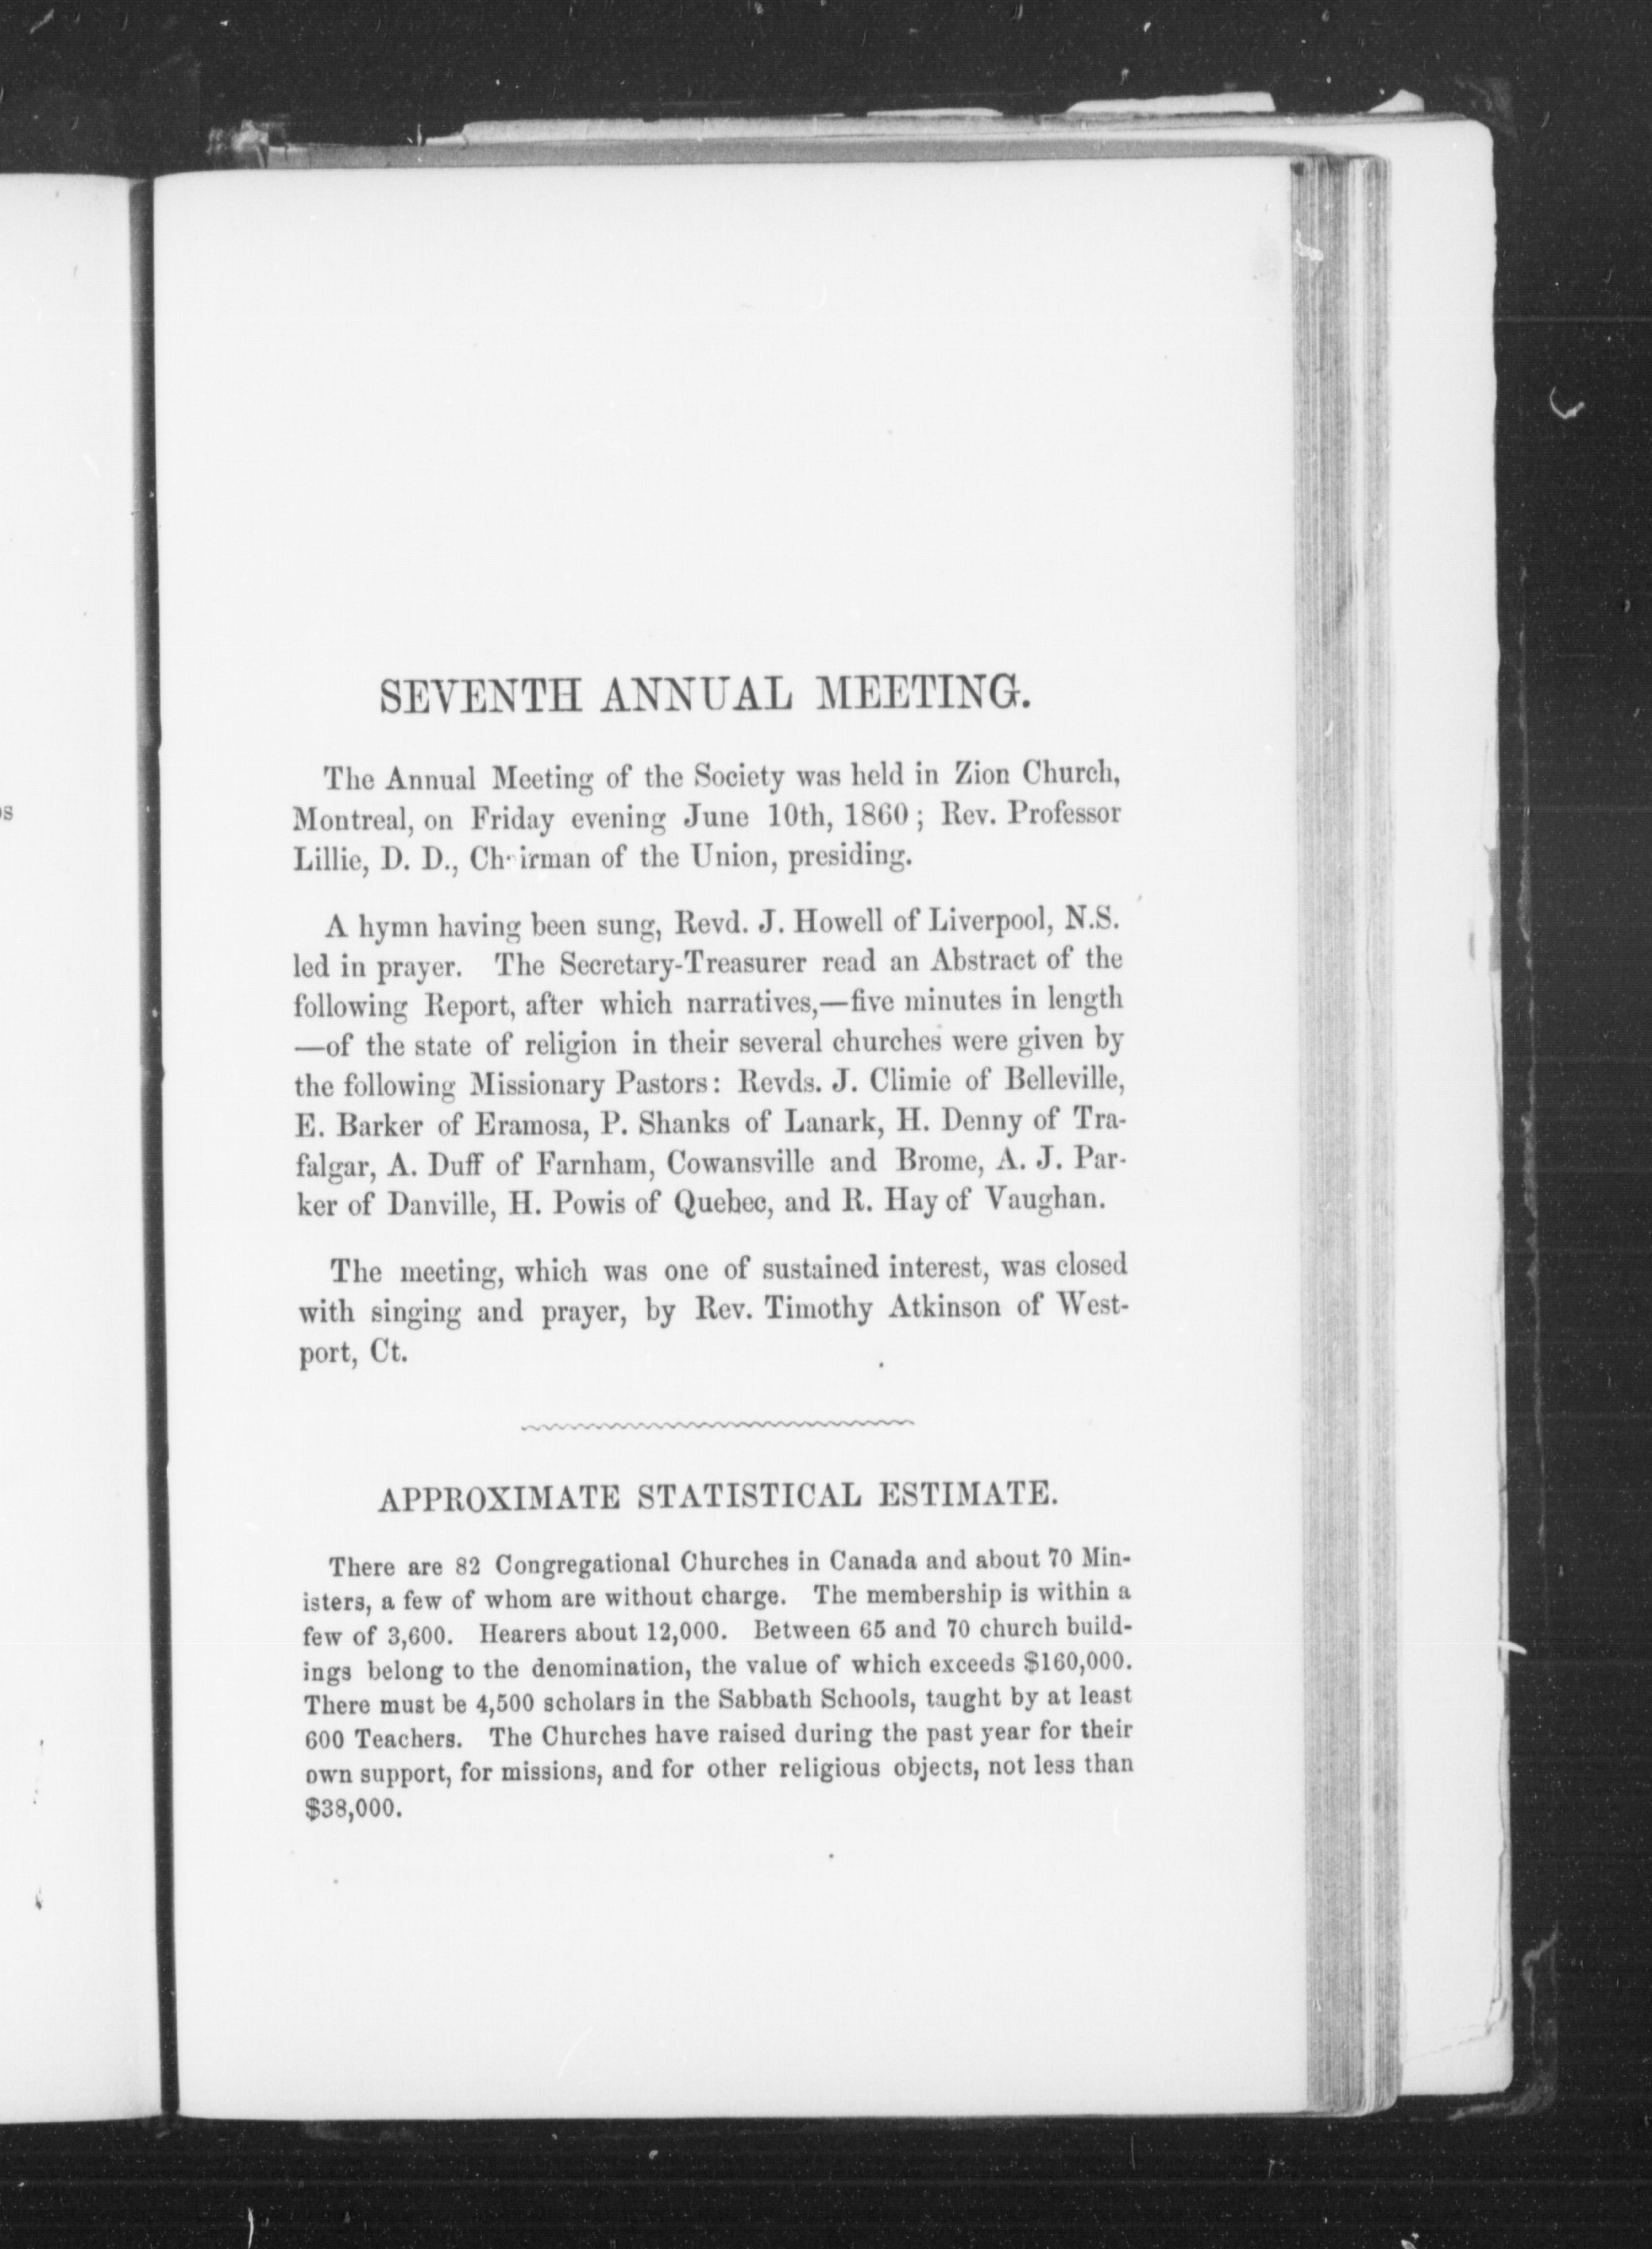 SEVENTH ANNUAL MEETING.
The Annual Meeting of the Society was held in Zion Church,
Montreal, on Friday evening June 10th, 1860; Rev. Professor
Lillie, D. D., Ch irman of the Union, presiding.
A hymn having been sung, Revd. J. Howell of Liverpool, N.S.
led in prayer. The Secretary-Treasurer read an Abstract of the
following Report, after which narratives,—five minutes in length
—of the state of religion in their several churches were given by
the following Missionary Pastors: Revds. J. Climie of Belleville,
E. Barker of Eramosa, P. Shanks of Lanark, H. Denny of Tra-
falgar, A. Duff of Farnham, Cowansville and Brome, A. J. Par-
ker of Danville, H. Powis of Quebec, and R. Hay of Vaughan.
The meeting, which was one of sustained interest, was closed
with singing and prayer, by Rev. Timothy Atkinson of West-
port, Ct.
APPROXIMATE STATISTICAL ESTIMATE.
There are 82 Congregational Churches in Canada and about 70 Min-
isters, a few of whom are without charge. The membership is within a
few of 3,600. Hearers about 12,000. Between 65 and 70 church build-
ings belong to the denomination, the value of which exceeds $160,000.
There must be 4,500 scholars in the Sabbath Schools, taught by at least
600 Teachers. The Churches have raised during the past year for their
own support, for missions, and for other religious objects, not less than
$38,000.